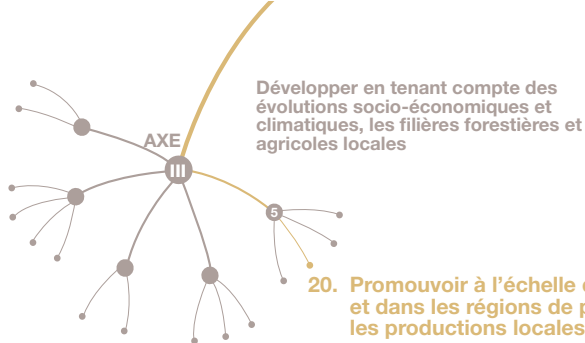 Développer en tenant compte des
évolutions socio-économiques et
climatiques, les filières forestières et
agricoles locales
AXE
III
5
20. Promouvoir à l'échelle
et dans les régions de
les productions locales